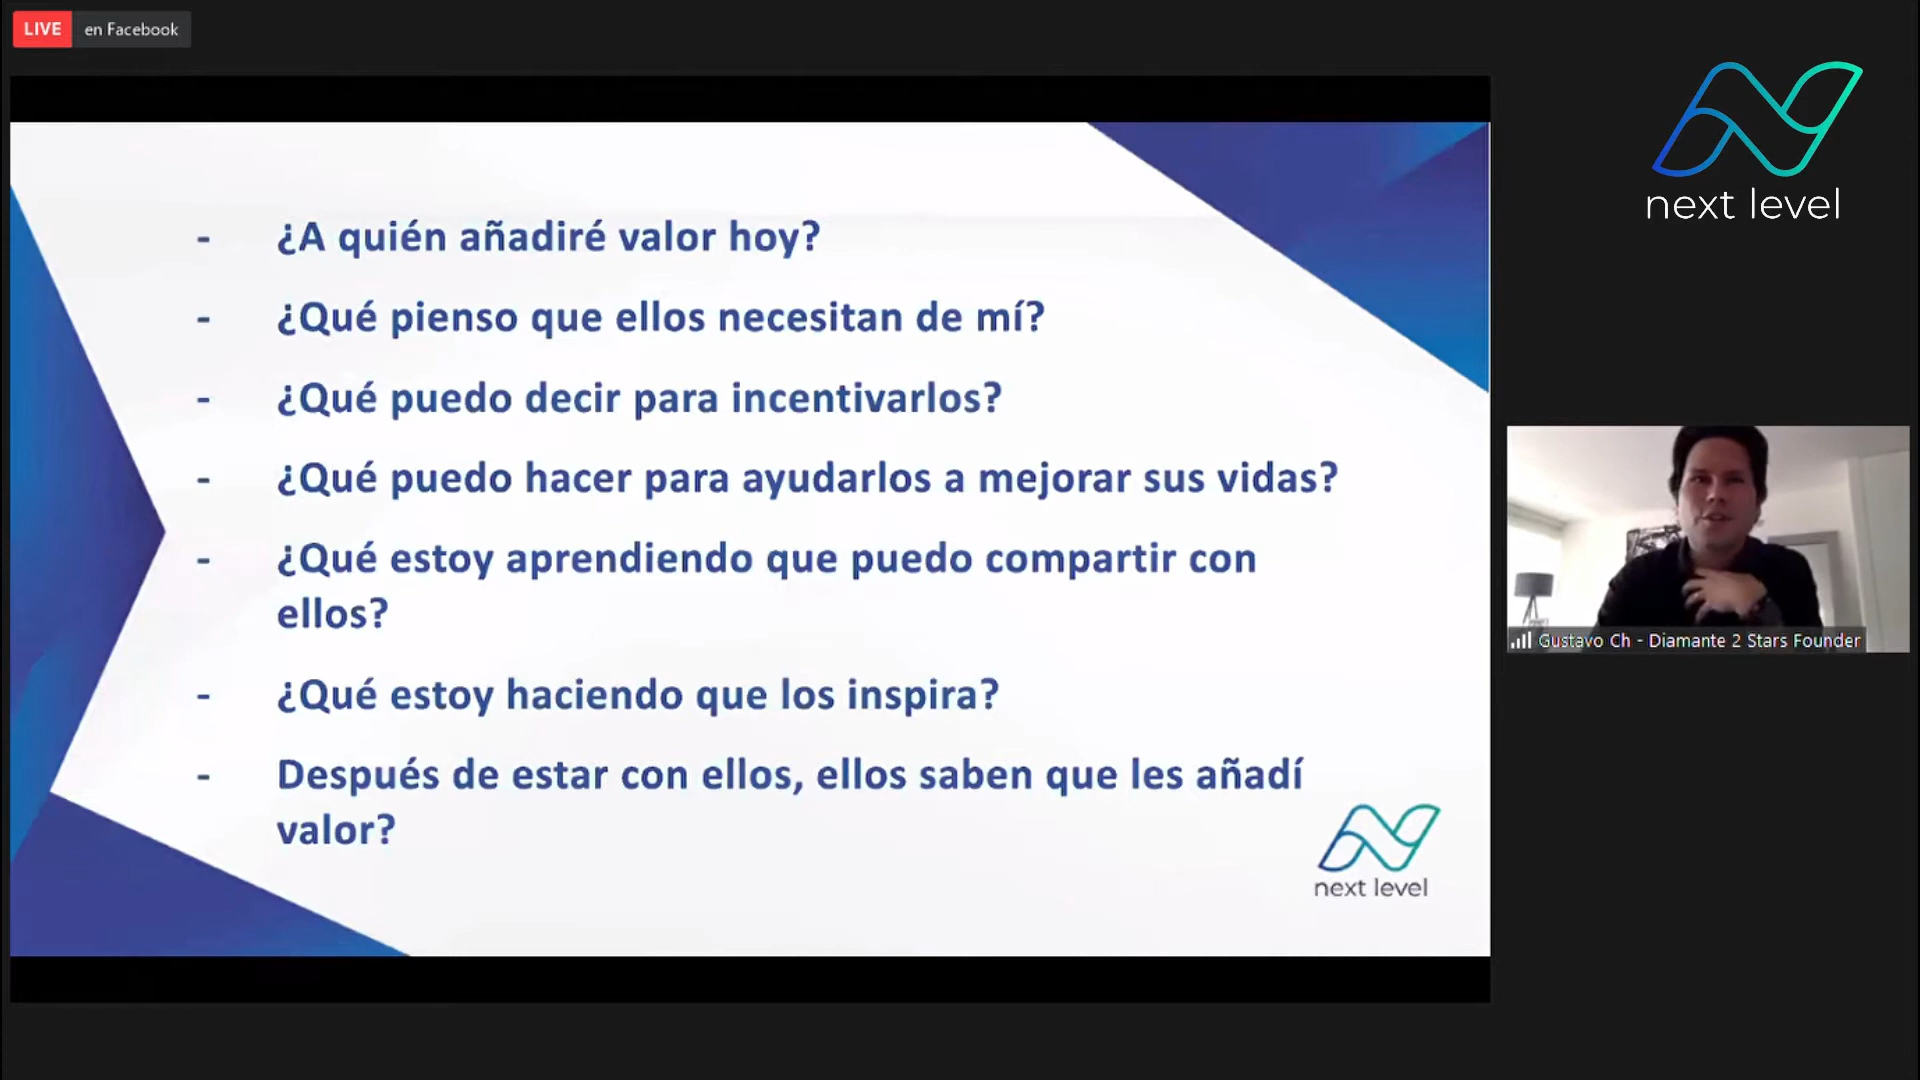 LIVE en Facebook
next level
- ¿A quién añadiré valor hoy?
- ¿Qué pienso que ellos necesitan de mí?
- ¿Qué puedo decir para incentivarlos?
- ¿Qué puedo hacer para ayudarlos a mejorar sus vidas?
- ¿Qué estoy aprendiendo que puedo compartir con
ellos?
- ¿Qué estoy haciendo que los inspira?
- Después de estar con ellos, ellos saben que les añadí
valor?
next level
Gustavo Ch - Diamante 2 Stars Founder